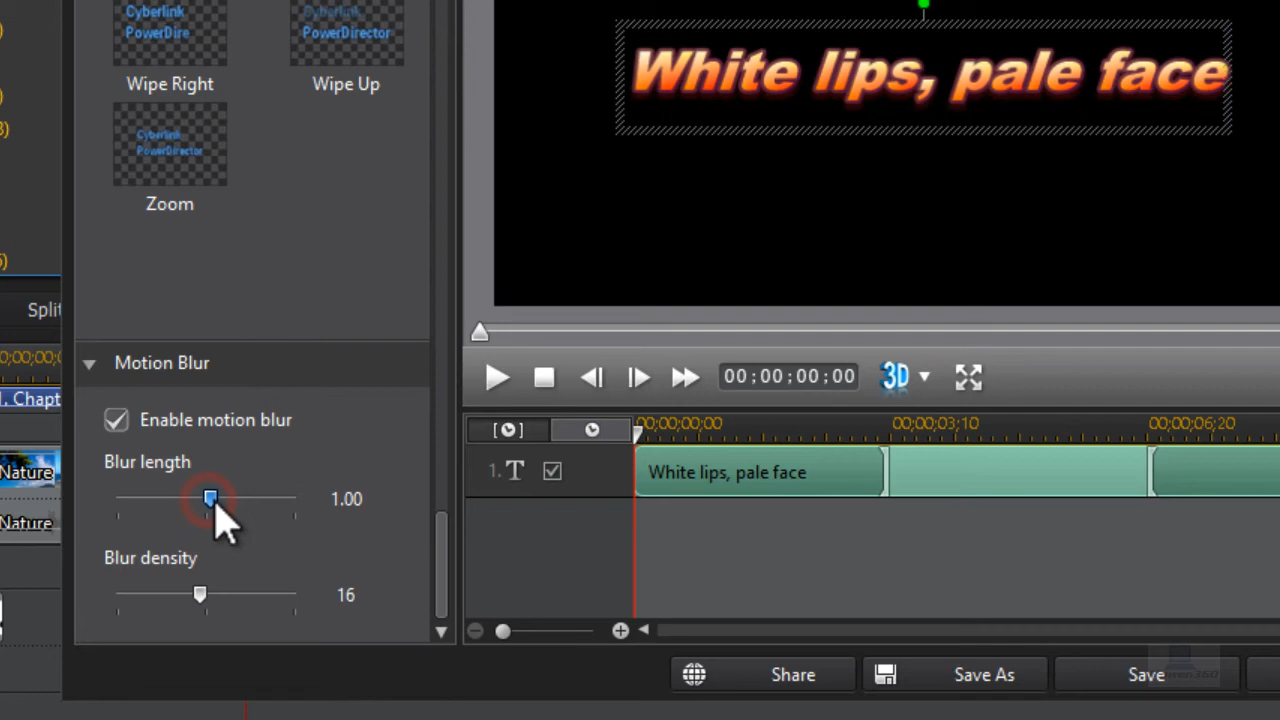 Cyberlink
PowerDire
Cyberlink
PowerDirector
Wipe Right
Wipe Up
Cyberlink
PowerDirector
Zoom
White lips, pale face
Split
Motion Blur
Enable motion blur
Blur length
1.00
Blur density
16
00;00;00;00
3D
00;00;00;00
00;00;03;10
00;00;06;20
1. T
White lips, pale face
. Chapt
Nature
Nature
Share
Save As
Save